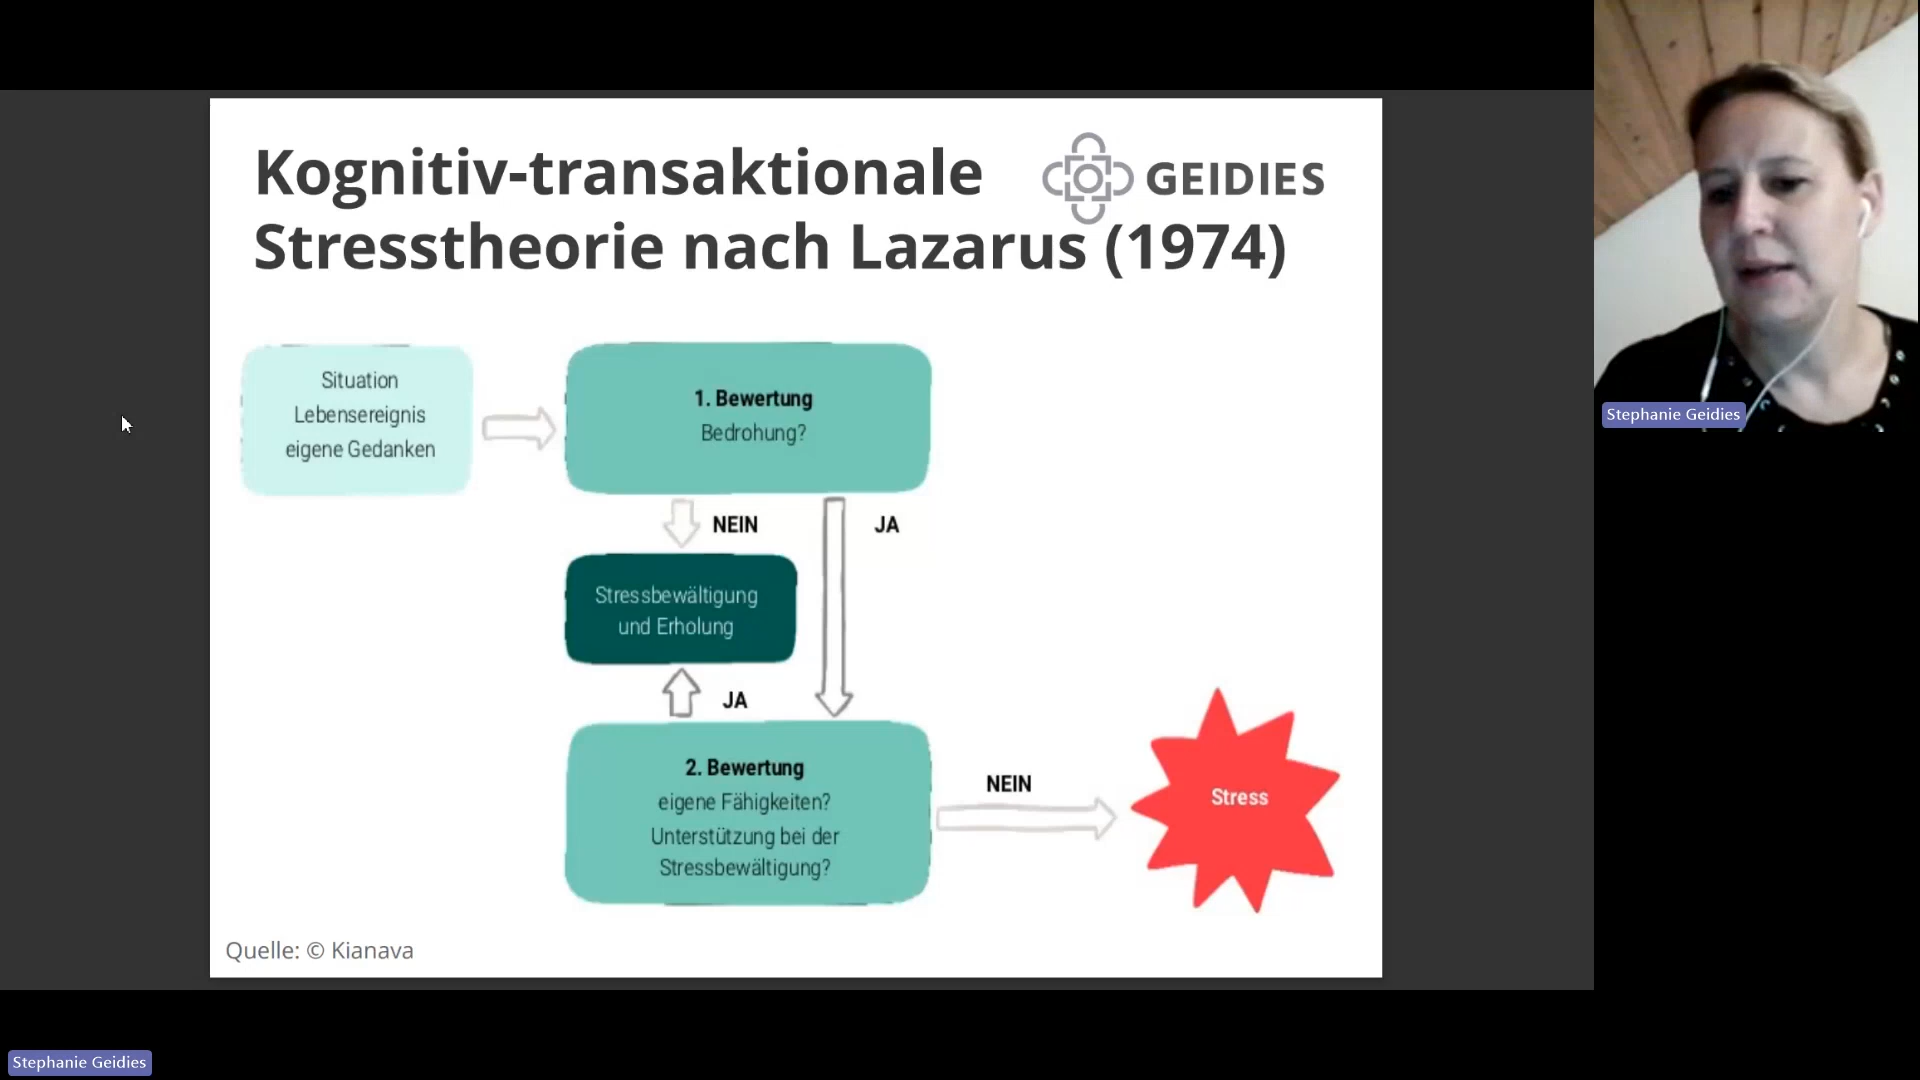 Kognitiv-transaktionale
GEIDIES
Stresstheorie nach Lazarus (1974)
Situation
Lebensereignis
eigene Gedanken
1. Bewertung
Bedrohung?
NEIN
JA
Stressbewältigung
und Erholung
JA
2. Bewertung
eigene Fähigkeiten?
Unterstützung bei der
Stressbewältigung?
NEIN
Stress
Quelle: © Kianava
Stephanie Geidies
Stephanie Geidies